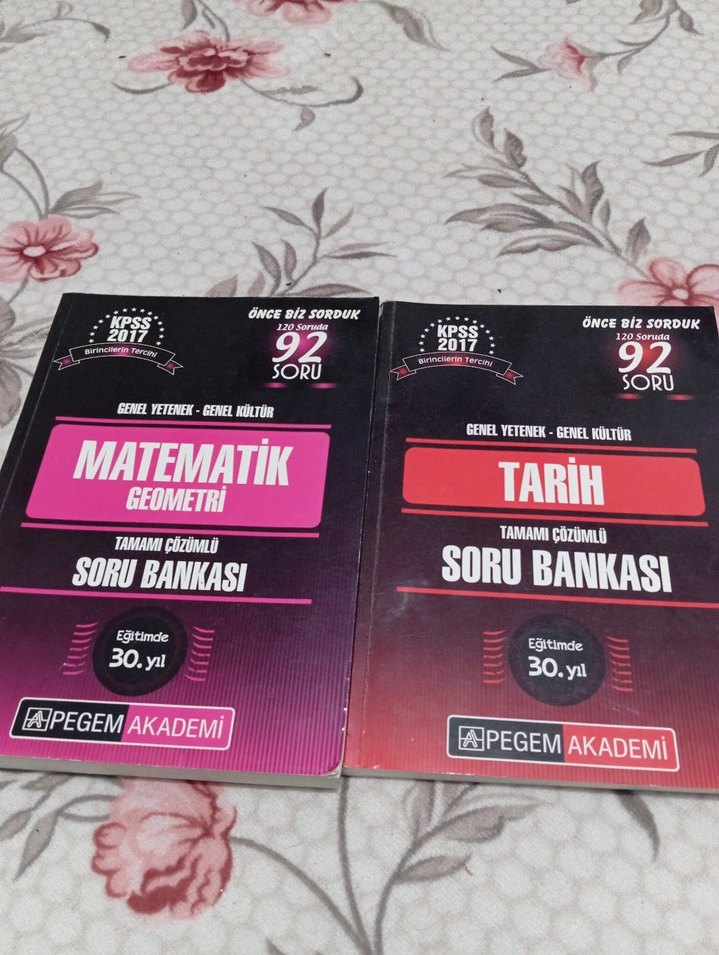 KPSS
2017
Birincilerin Tercihi
ÖNCE BİZ SORDUK
120 Soruda
92
SORU
GENEL YETENEK - GENEL KÜLTÜR
MATEMATİK
GEOMETRİ
TAMAMI ÇÖZÜMLÜ
SORU BANKASI
Eğitimde
30. yıl
PEGEM AKADEMİ
KPSS
2017
Birincilerin Tercihi
ÖNCE BİZ SORDUK
120 Soruda
92
SORU
GENEL YETENEK - GENEL KÜLTÜR
TARİH
TAMAMI ÇÖZÜMLÜ
SORU BANKASI
Eğitimde
30. yıl
PEGEM AKADEMİ